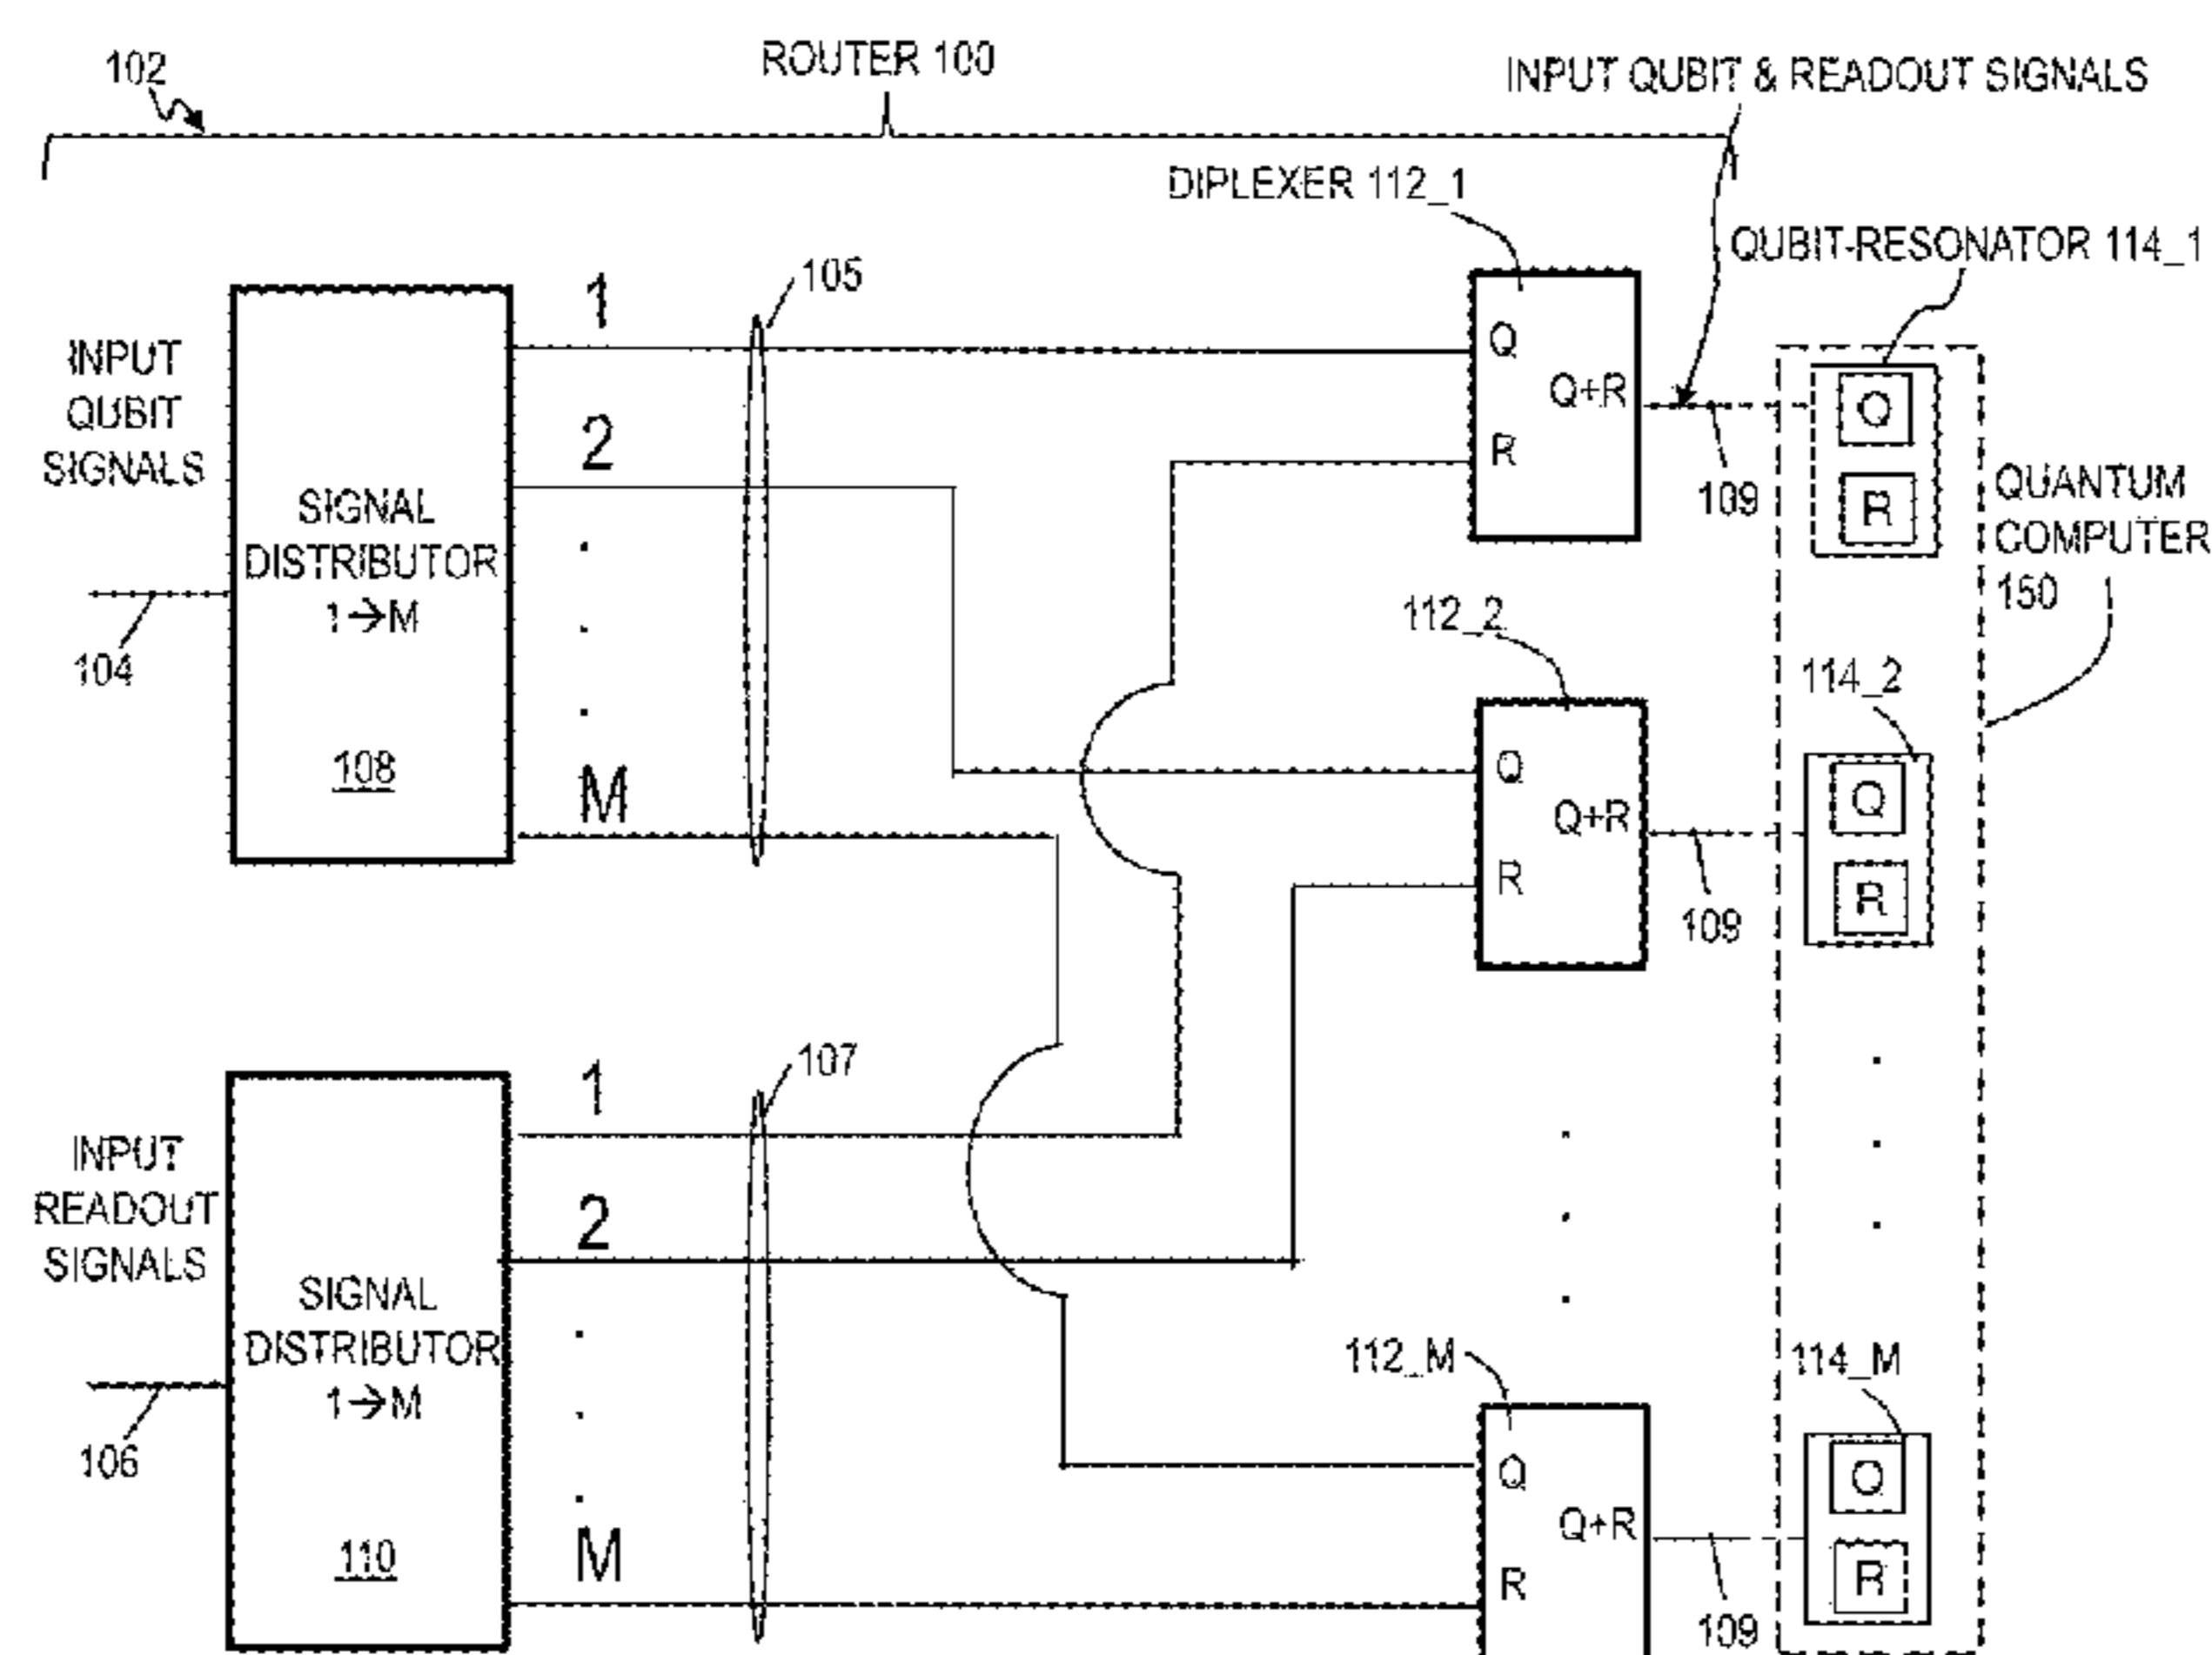 102
ROUTER 100
INPUT QUBIT & READOUT SIGNALS
DIPLEXER 112_1
QUBIT-RESONATOR 114_1
105
1
INPUT
QUBIT
SIGNALS
2
SIGNAL
DISTRIBUTOR
1→M
104
108
M
Q
Q+R
R
109
Q
R
QUANTUM
COMPUTER
150
112_2
114_2
Q
Q+R
R
109
Q
R
107
1
INPUT
READOUT
SIGNALS
2
SIGNAL
DISTRIBUTOR
1→M
106
110
M
112_M
114_M
Q
Q+R
R
109
Q
R